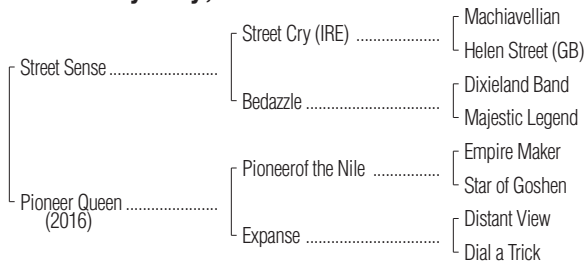 Machiavellian
Street Cry (IRE) ..................
Helen Street (GB)
Street Sense .......................
Dixieland Band
Bedazzle .............................
Majestic Legend
Empire Maker
Pioneerof the Nile ..............
Star of Goshen
Pioneer Queen ...................
(2016)
Distant View
Expanse .............................
Dial a Trick